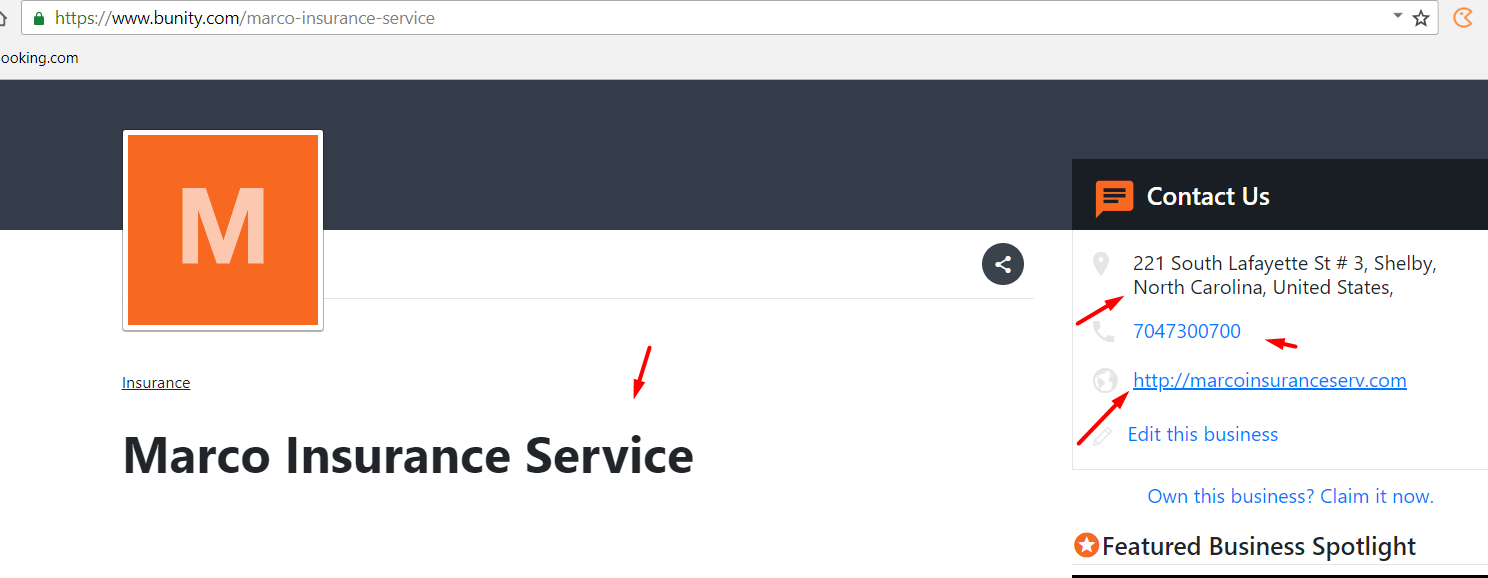 https://www.bunity.com/marco-insurance-service
ooking.com
M
Contact Us
221 South Lafayette St # 3, Shelby,
North Carolina, United States,
7047300700
http://marcoinsuranceserv.com
Edit this business
Own this business? Claim it now.
Featured Business Spotlight
Insurance
Marco Insurance Service